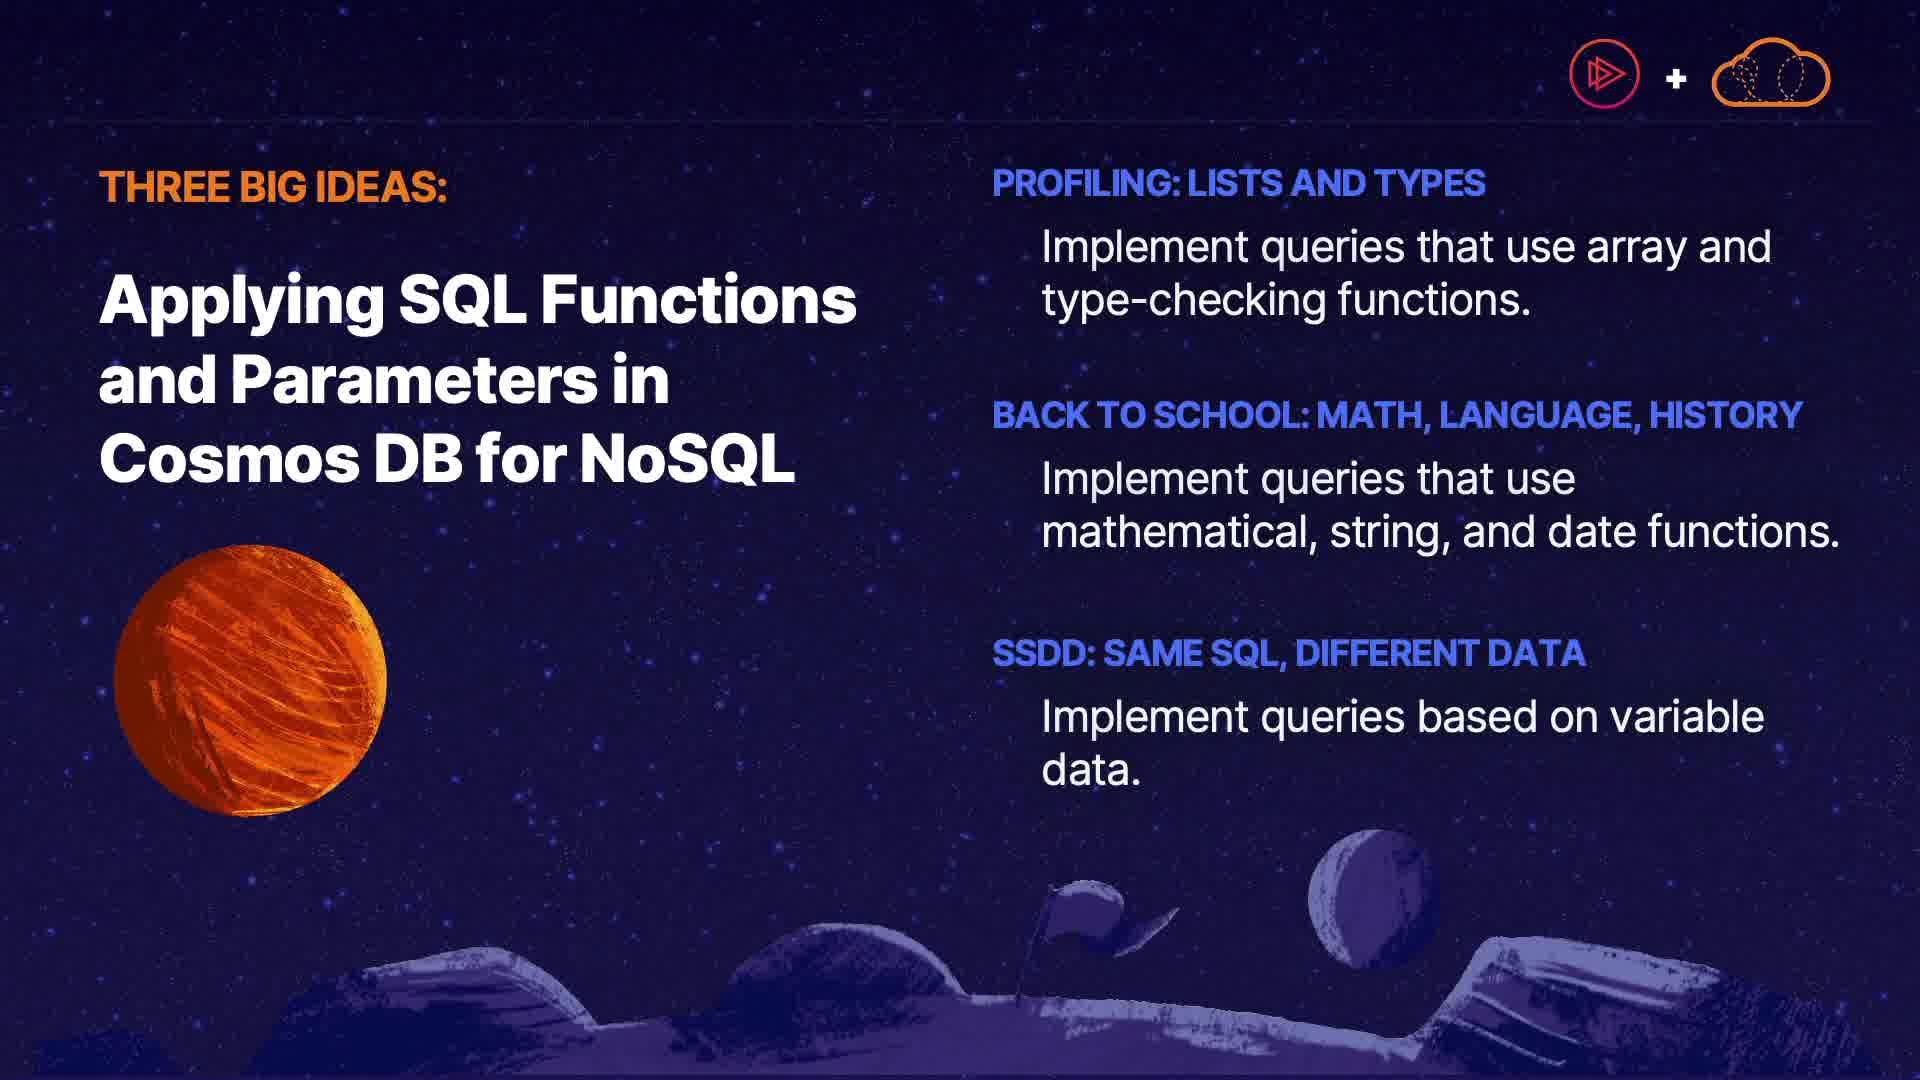 THREE BIG IDEAS:
Applying SQL Functions
and Parameters in
Cosmos DB for NoSQL
PROFILING: LISTS AND TYPES
Implement queries that use array and
type-checking functions.
BACK TO SCHOOL: MATH, LANGUAGE, HISTORY
Implement queries that use
mathematical, string, and date functions.
SSDD: SAME SQL, DIFFERENT DATA
Implement queries based on variable
data.
+